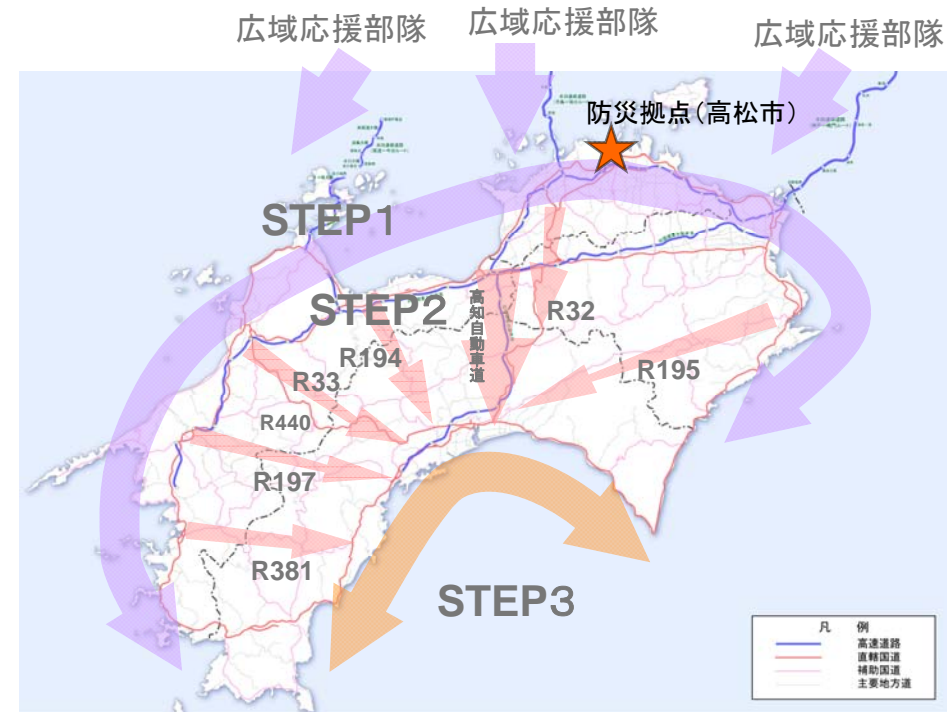 広域応援部隊
広域応援部隊
広域応援部隊
防災拠点(高松市)
STEP1
STEP2
高知自動車道
R32
R194
R33
R195
R440
R197
R381
STEP3
凡 例
高速道路
直轄国道
補助国道
主要地方道